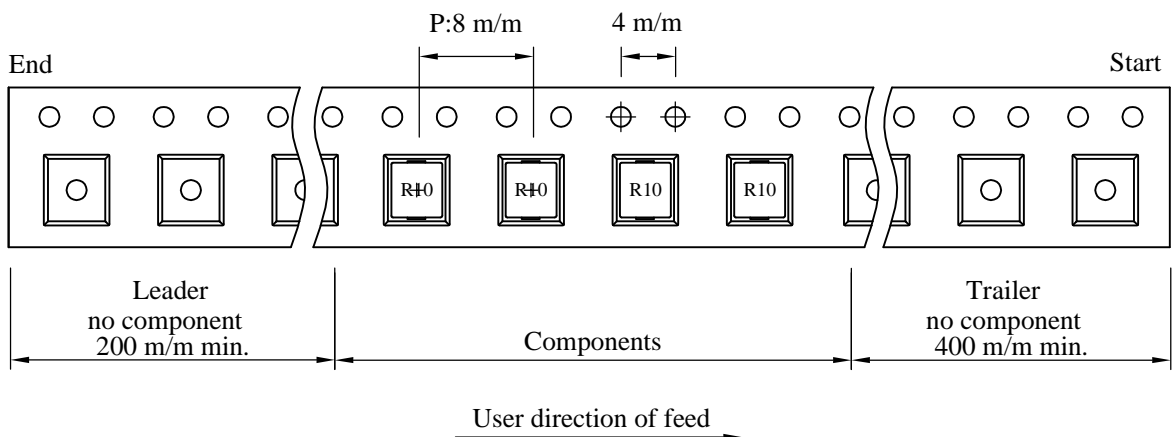 P:8 m/m
4 m/m
End
Start
R10
R10
R10
R10
Leader
no component
200 m/m min.
Components
Trailer
no component
400 m/m min.
User direction of feed